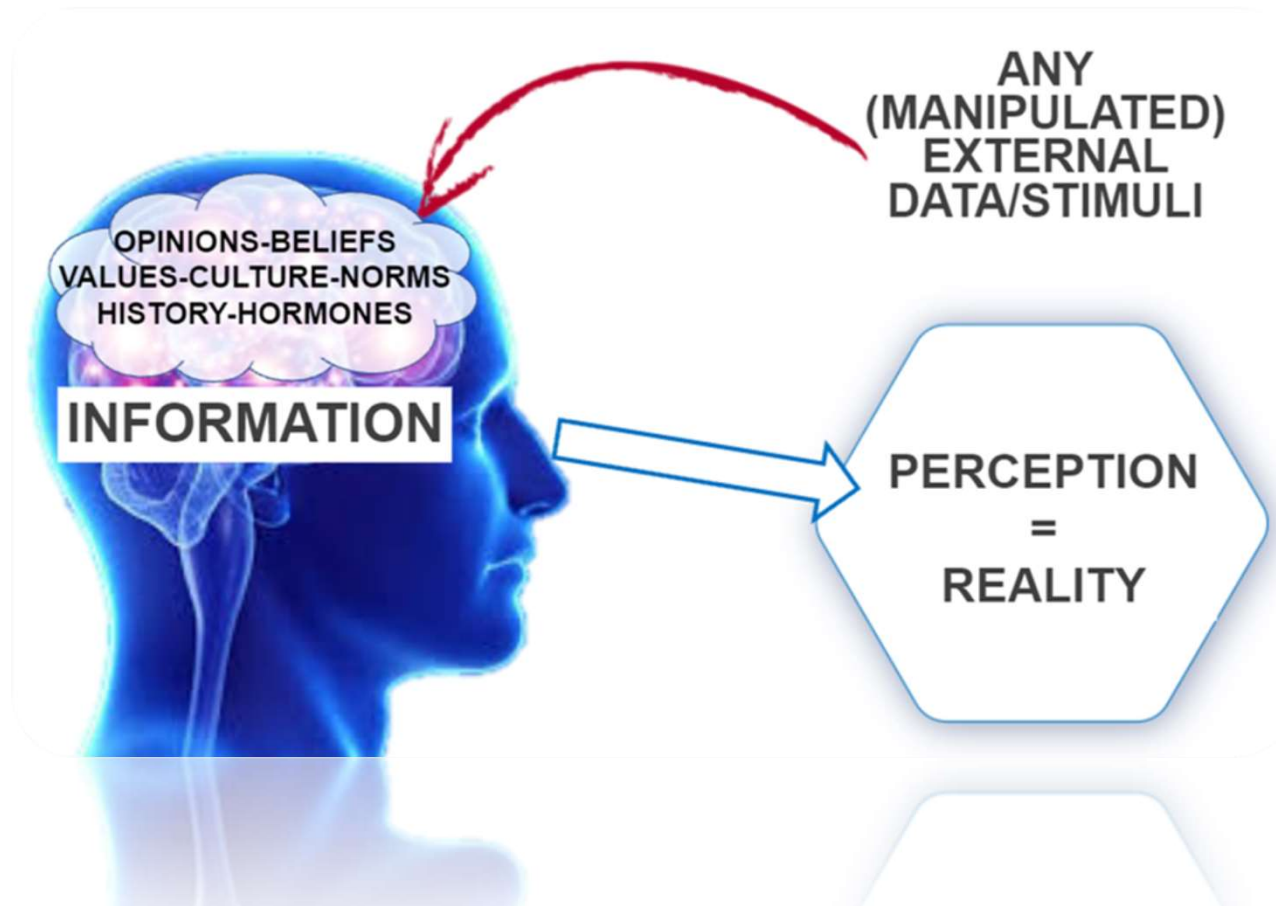 ANY
(MANIPULATED)
EXTERNAL
DATA/STIMULI
OPINIONS-BELIEFS
VALUES-CULTURE-NORMS
HISTORY-HORMONES
INFORMATION
PERCEPTION
=
REALITY